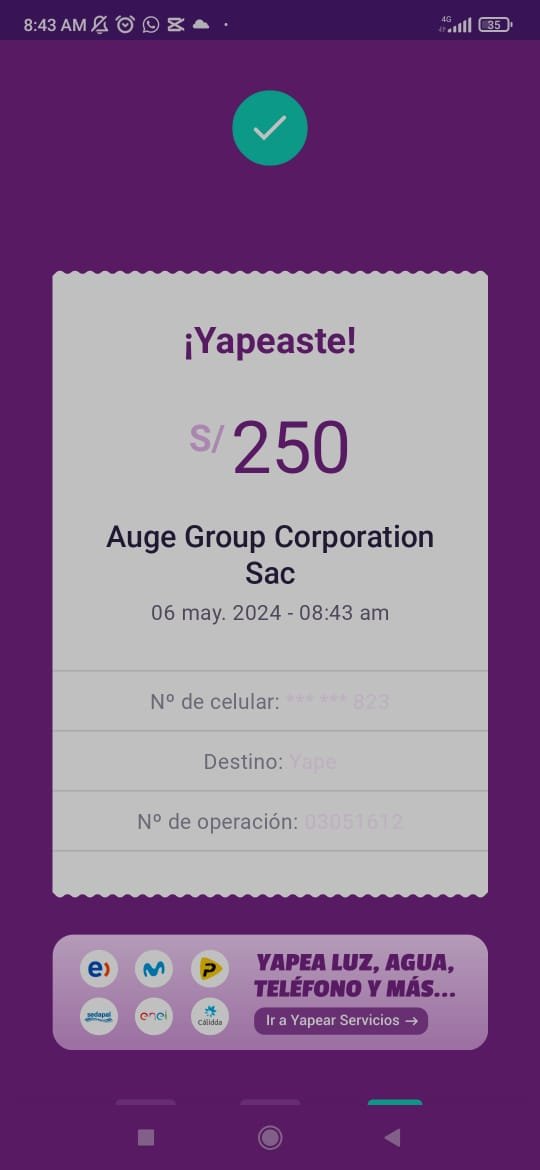 8:43 AM
4G
35
¡Yapeaste!
S/ 250
Auge Group Corporation
Sac
06 may. 2024 - 08:43 am
Nº de celular: *** *** 823
Destino: Yape
Nº de operación: 03051612
e)
P
sedapal
enel
Cálidda
YAPEA LUZ, AGUA,
TELÉFONO Y MÁS...
Ir a Yapear Servicios →